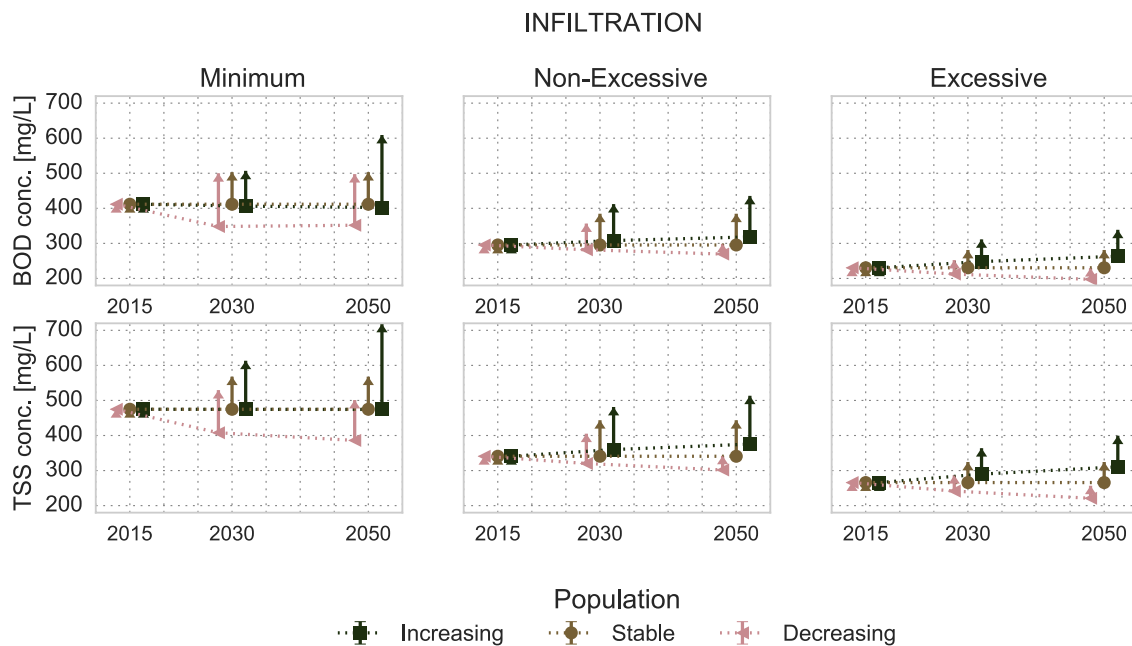 INFILTRATION
Minimum Non-Excessive Excessive
BOD conc. [mg/L]
700
600
500
400
300
200
2015 2030 2050 2015 2030 2050 2015 2030 2050
TSS conc. [mg/L]
700
600
500
400
300
200
2015 2030 2050 2015 2030 2050 2015 2030 2050
Population
Increasing Stable Decreasing